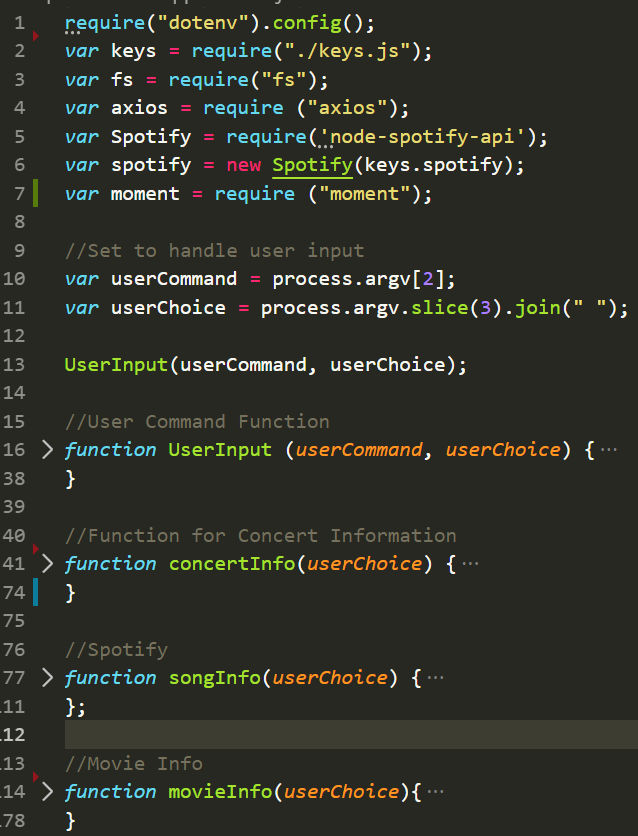 1 require("dotenv").config();
2 var keys = require("./keys.js");
3 var fs = require("fs");
4 var axios = require ("axios");
5 var Spotify = require('node-spotify-api');
6 var spotify = new Spotify(keys.spotify);
7 var moment = require ("moment");
8
9 //Set to handle user input
10 var userCommand = process.argv[2];
11 var userChoice = process.argv.slice(3).join(" ");
12
13 UserInput(userCommand, userChoice);
14
15 //User Command Function
16 function UserInput (userCommand, userChoice) {···
38 }
39
40 //Function for Concert Information
41 function concertInfo(userChoice) {···
74 }
75
76 //Spotify
77 function songInfo(userChoice) {···
11 };
12
13 //Movie Info
14 function movieInfo(userChoice){···
78 }